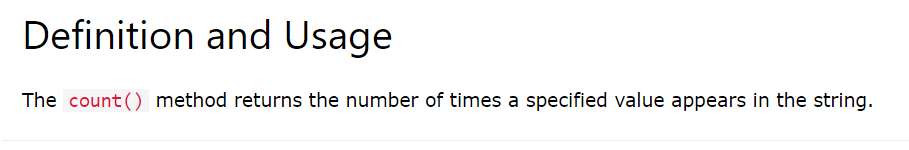 Definition and Usage
The count() method returns the number of times a specified value appears in the string.